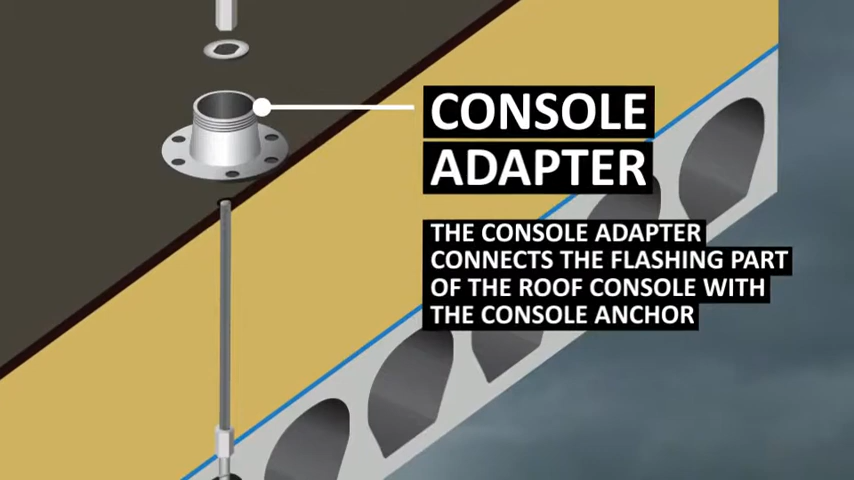 CONSOLE
ADAPTER
THE CONSOLE ADAPTER
CONNECTS THE FLASHING PART
OF THE ROOF CONSOLE WITH
THE CONSOLE ANCHOR